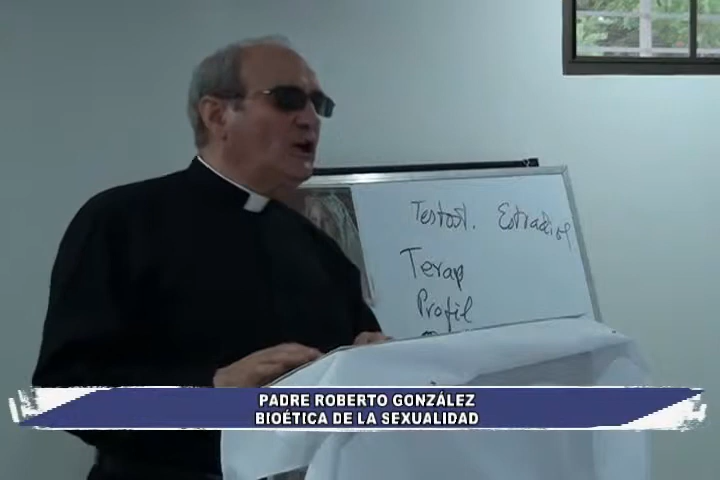 Testost. Estradiol
Terap
Profil
PADRE ROBERTO GONZÁLEZ
BIOÉTICA DE LA SEXUALIDAD